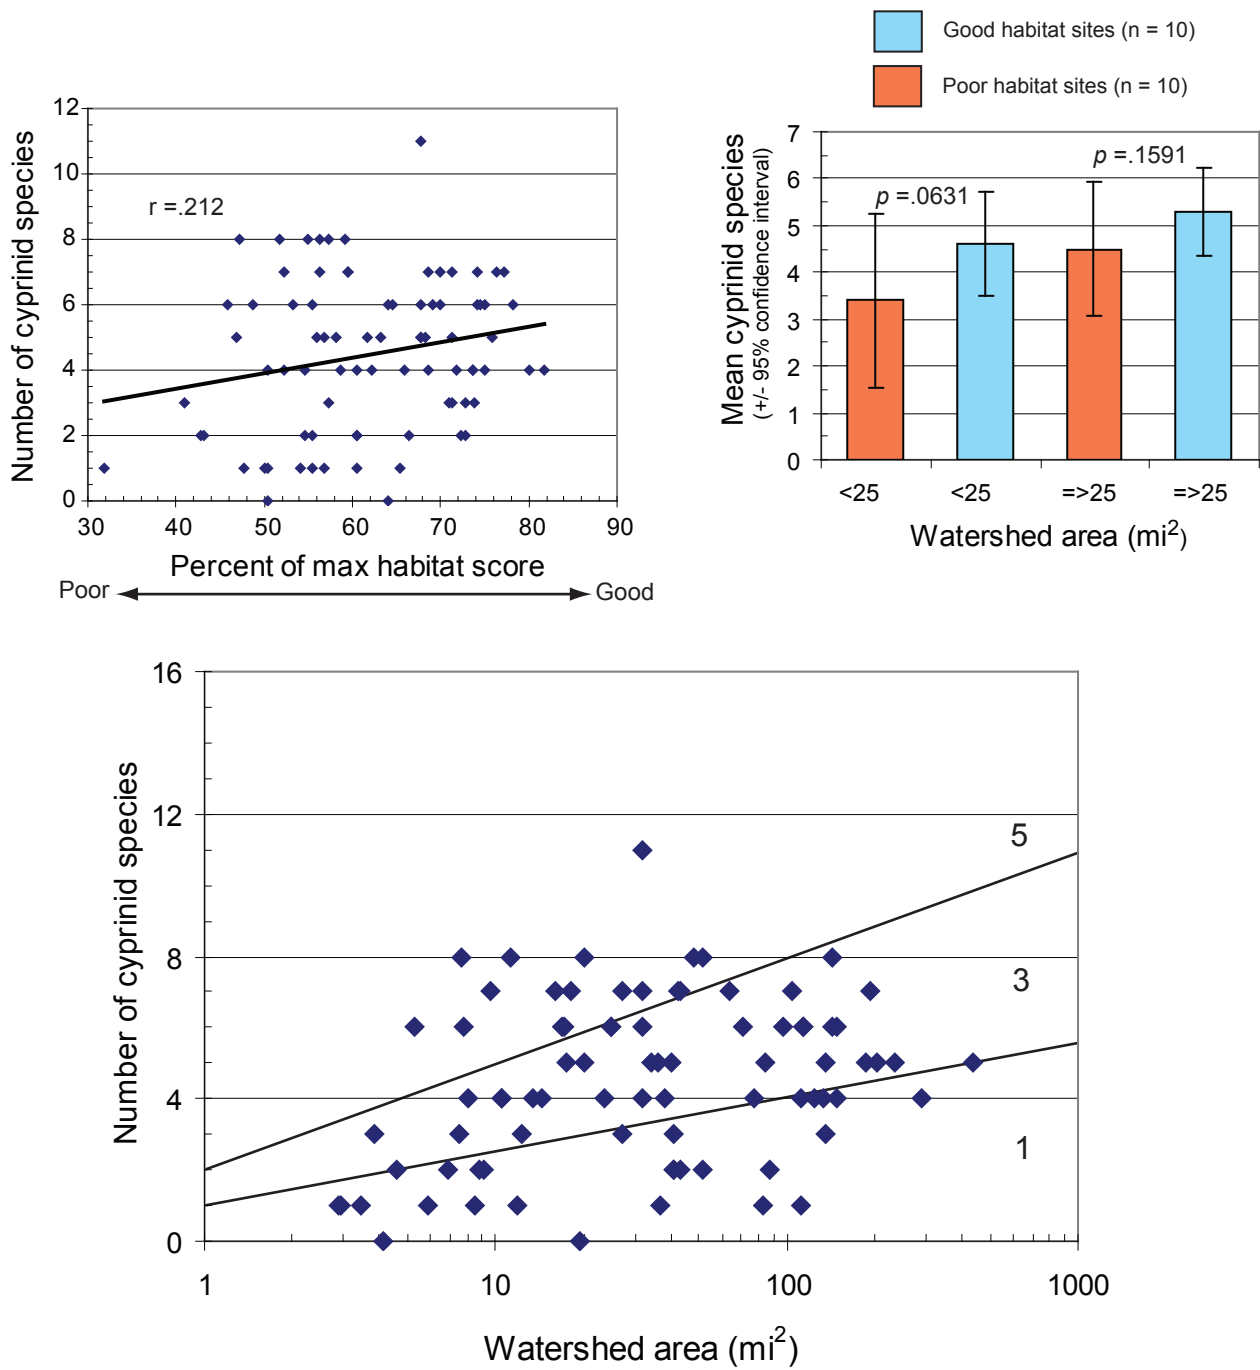 Good habitat sites (n = 10)
Poor habitat sites (n = 10)
Number of cyprinid species
12
10
8
6
4
2
0
r =.212
30 40 50 60 70 80 90
Percent of max habitat score
Poor Good
Mean cyprinid species
(+/- 95% confidence interval)
7
6
5
4
3
2
1
0
p =.0631
p =.1591
<25 <25 =>25 =>25
Watershed area (mi²)
Number of cyprinid species
16
12
8
4
0
5
3
1
1 10 100 1000
Watershed area (mi²)